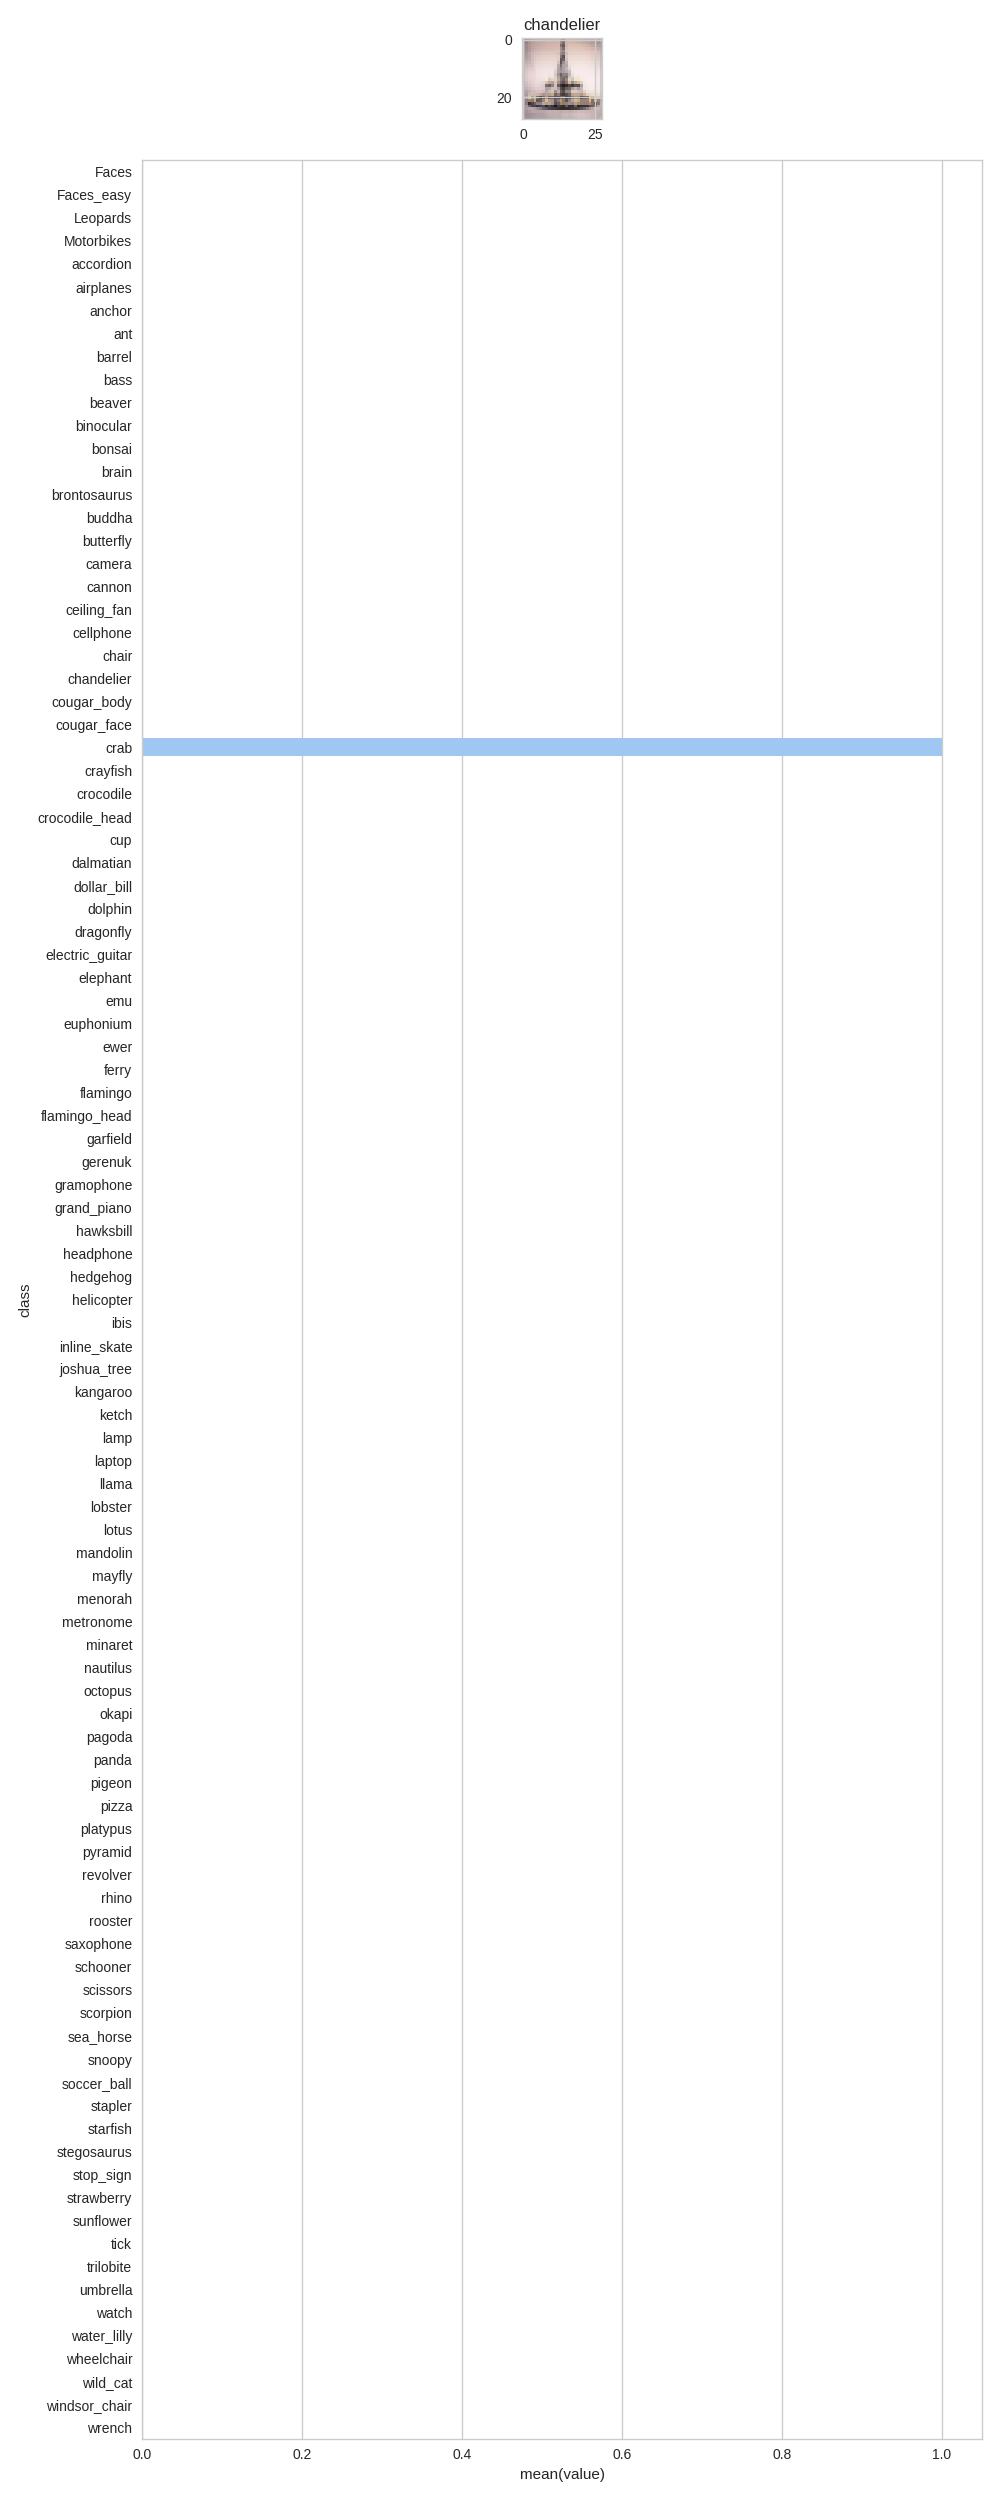 chandelier
0
20
0 25
Faces
Faces_easy
Leopards
Motorbikes
accordion
airplanes
anchor
ant
barrel
bass
beaver
binocular
bonsai
brain
brontosaurus
buddha
butterfly
camera
cannon
ceiling_fan
cellphone
chair
chandelier
cougar_body
cougar_face
crab
crayfish
crocodile
crocodile_head
cup
dalmatian
dollar_bill
dolphin
dragonfly
electric_guitar
elephant
emu
euphonium
ewer
ferry
flamingo
flamingo_head
garfield
gerenuk
gramophone
grand_piano
hawksbill
headphone
hedgehog
helicopter
ibis
inline_skate
joshua_tree
kangaroo
ketch
lamp
laptop
llama
lobster
lotus
mandolin
mayfly
menorah
metronome
minaret
nautilus
octopus
okapi
pagoda
panda
pigeon
pizza
platypus
pyramid
revolver
rhino
rooster
saxophone
schooner
scissors
scorpion
sea_horse
snoopy
soccer_ball
stapler
starfish
stegosaurus
stop_sign
strawberry
sunflower
tick
trilobite
umbrella
watch
water_lilly
wheelchair
wild_cat
windsor_chair
wrench
class
0.0 0.2 0.4 0.6 0.8 1.0
mean(value)